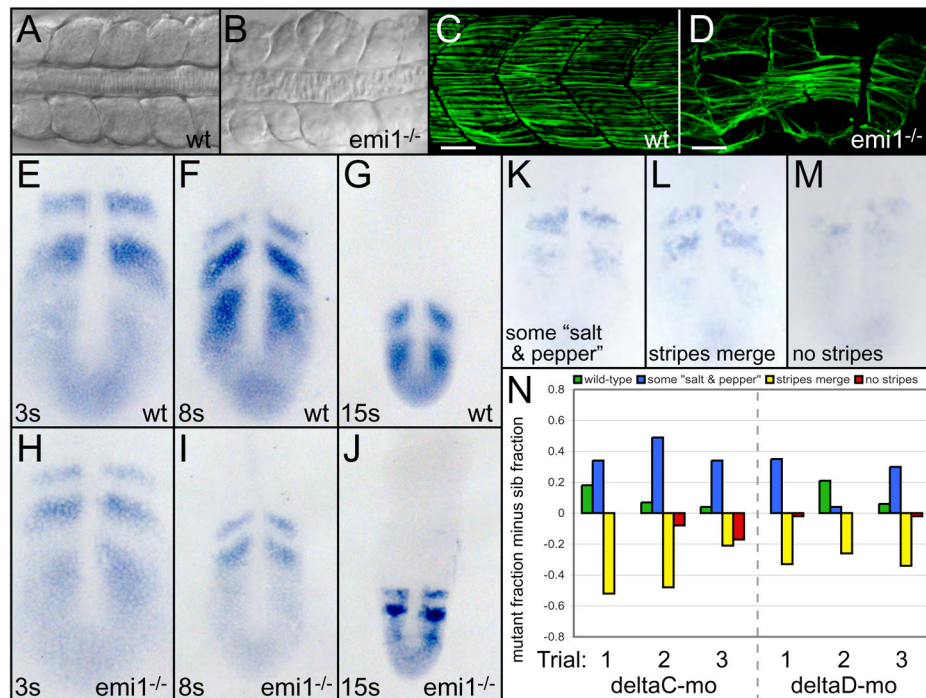 A
wt
B
emi1-/-
C
wt
D
emi1-/-
E
3s
wt
F
8s
wt
G
15s
wt
K
some "salt
& pepper"
L
stripes merge
M
no stripes
H
3s
emi1-/-
I
8s
emi1-/-
J
15s
emi1-/-
N
wild-type some "salt & pepper" stripes merge no stripes
mutant fraction minus sib fraction
0.8
0.6
0.4
0.2
0
-0.2
-0.4
-0.6
-0.8
Trial: 1 2 3 1 2 3
deltaC-mo deltaD-mo